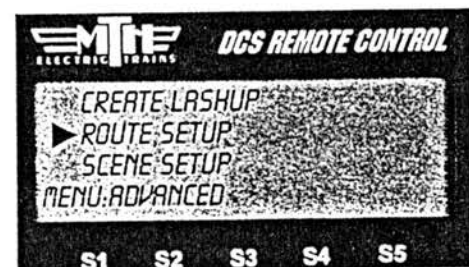 MTH
ELECTRIC TRAINS
DCS REMOTE CONTROL
CREATE LASHUP
ROUTE SETUP
SCENE SETUP
MENU:ADVANCED
S1 S2 S3 S4 S5